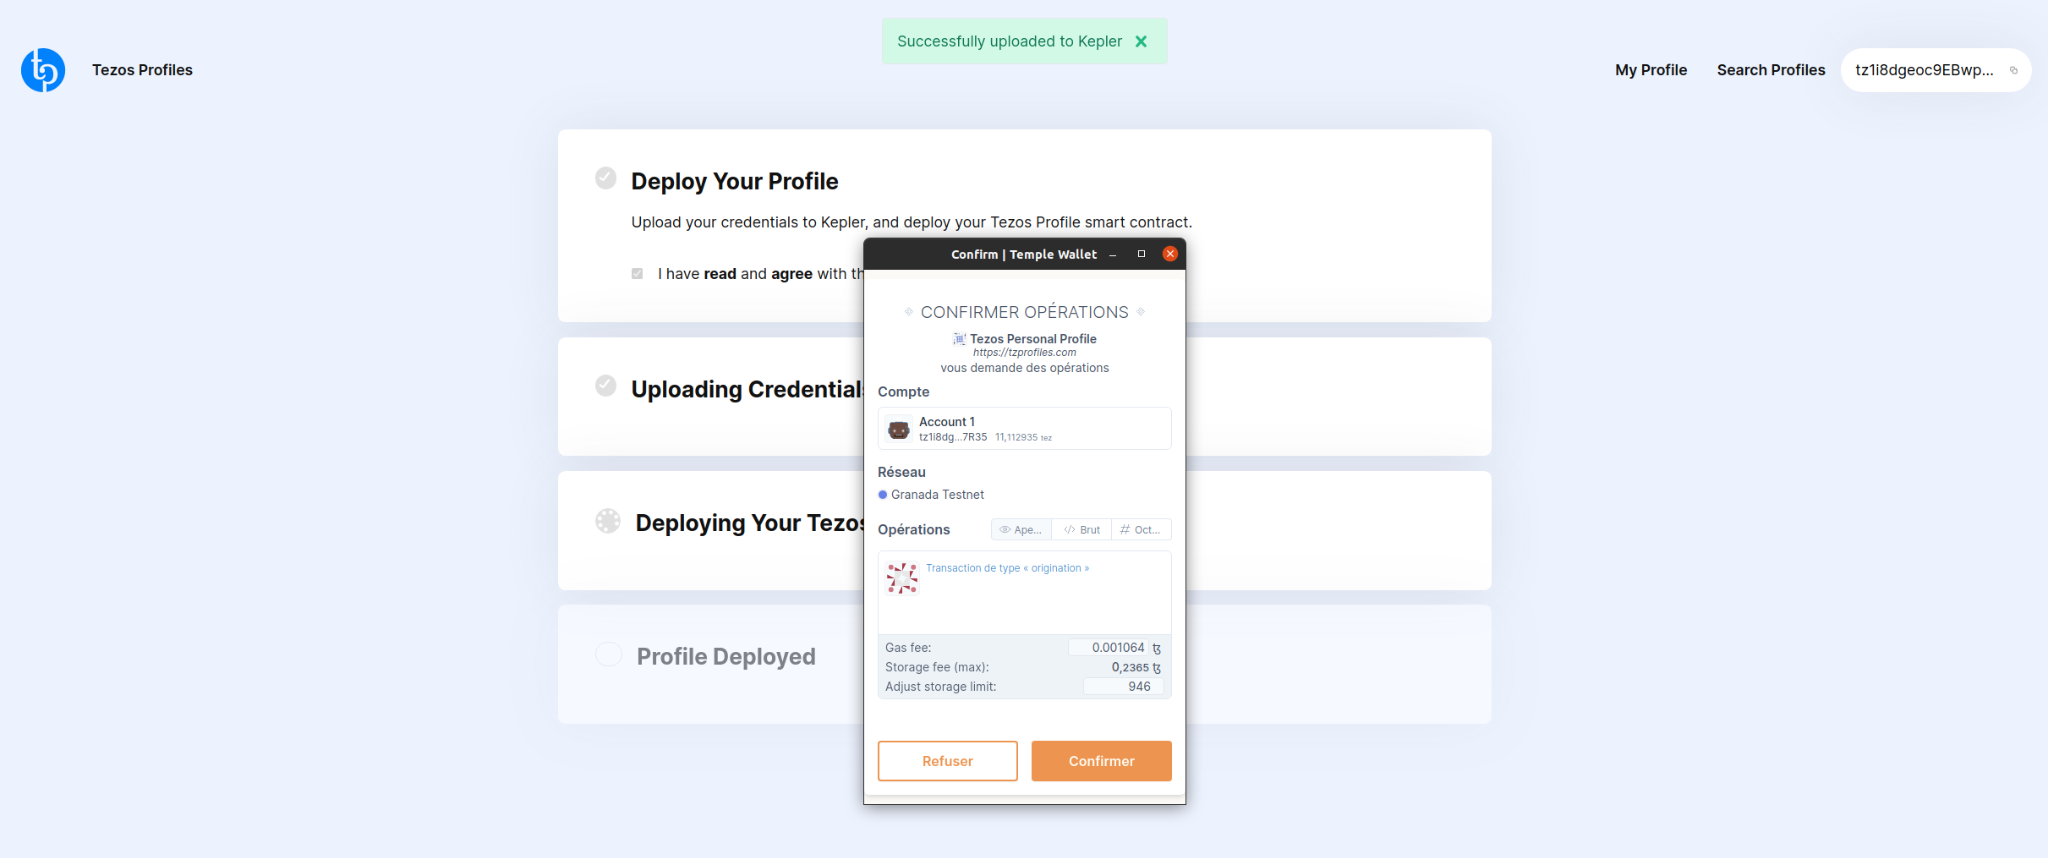 Successfully uploaded to Kepler
tp Tezos Profiles
My Profile Search Profiles tz1i8dgeoc9EBwp...
Deploy Your Profile
Upload your credentials to Kepler, and deploy your Tezos Profile smart contract.
I have read and agree with th
Uploading Credential
Deploying Your Tezos
Profile Deployed
Confirm | Temple Wallet
CONFIRMER OPÉRATIONS
Tezos Personal Profile
https://tzprofiles.com
vous demande des opérations
Compte
Account 1
tz1i8dg...7R35 11,112935 tez
Réseau
Granada Testnet
Opérations Ape... </> Brut # Oct...
Transaction de type « origination »
Gas fee: 0.001064 ꜩ
Storage fee (max): 0,2365 ꜩ
Adjust storage limit: 946
Refuser Confirmer